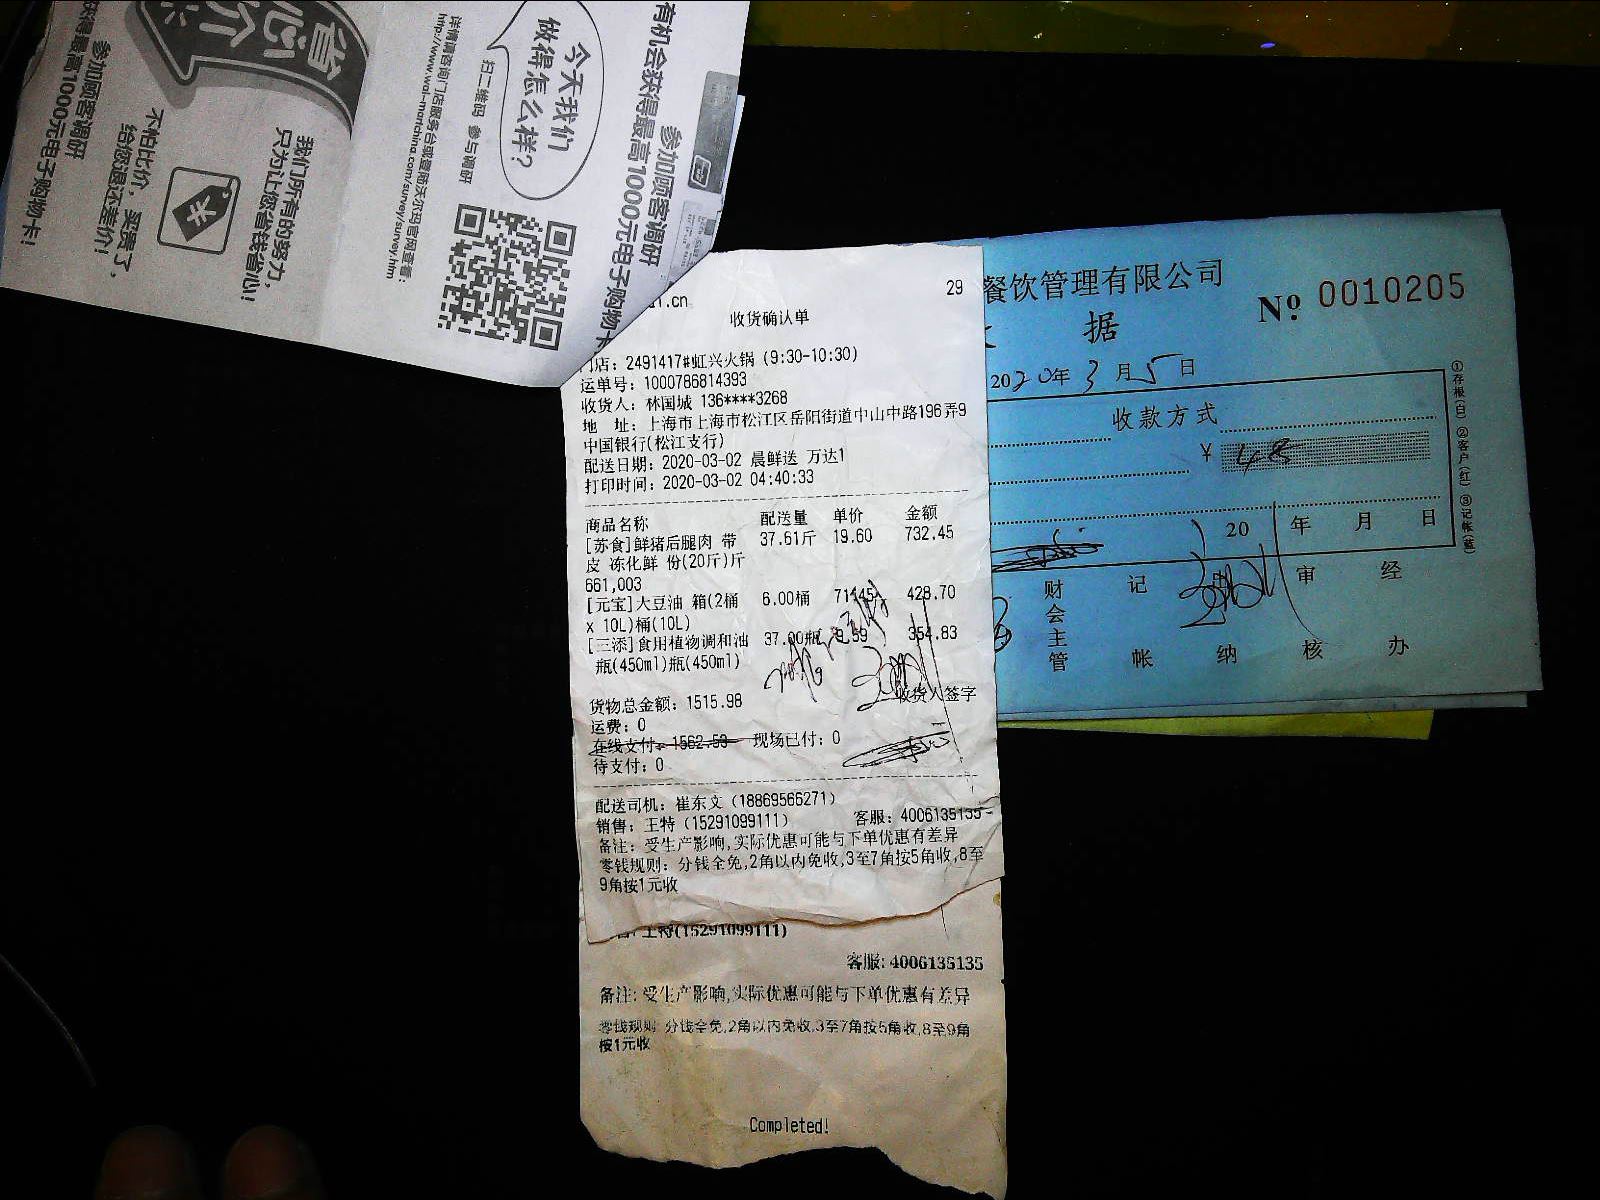 省心价
参加顾客调研
有机会获得最高1000元电子购物卡!
不怕比价，买贵了，
给您退还差价!
¥
我们所有的努力，
只为让您省钱省心!
详情请咨询门店服务台或查阅沃尔玛官网查看:
http://www.wal-martchina.com/survey/survey.htm
扫二维码 参与调研
今天我们
做得怎么样?
参加顾客调研
有机会获得最高1000元电子购物卡
.cn
29
收货确认单
门店: 2491417#虹兴火锅 (9:30-10:30)
运单号: 1000786814393
收货人: 林国城 136****3268
地 址: 上海市上海市松江区岳阳街道中山中路196弄9
中国银行(松江支行)
配送日期: 2020-03-02 晨鲜送 万达1
打印时间: 2020-03-02 04:40:33
商品名称 配送量 单价 金额
[苏食]鲜猪后腿肉 带 37.61斤 19.60 732.45
皮 冻化鲜 份(20斤)斤
661,003
[元宝]大豆油 箱(2桶 6.00桶 71.45 428.70
x 10L)桶(10L)
[三添]食用植物调和油 37.00瓶 9.59 354.83
瓶(450ml)瓶(450ml)
货物总金额: 1515.98
收货人签字
运费: 0
在线支付: 1562.53 现场已付: 0
待支付: 0
配送司机: 崔东文 (18869566271)
销售: 王特 (15291099111) 客服: 4006135135
备注: 受生产影响,实际优惠可能与下单优惠有差异
零钱规则: 分钱全免,2角以内免收,3至7角按5角收,8至
9角按1元收
王特(15291099111)
客服: 4006135135
备注: 受生产影响,实际优惠可能与下单优惠有差异
零钱规则: 分钱全免,2角以内免收,3至7角按5角收,8至9角
按1元收
Completed!
餐饮管理有限公司
据
№ 0010205
2020年3月5日
收款方式
¥ 48
20 年 月 日
财会主管 记帐 纳 审核 经办
①存根(白) ②客户(红) ③记帐(蓝)